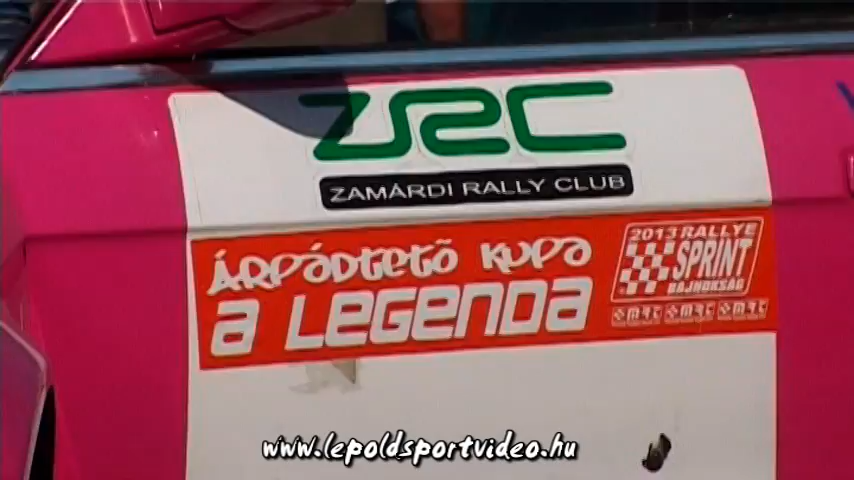 ZRC
ZAMÁRDI RALLY CLUB
ÁRPÁDTETŐ KUPA
A LEGENDA
2013 RALLYE
SPRINT
BAJNOKSÁG
www.lepoldsportvideo.hu